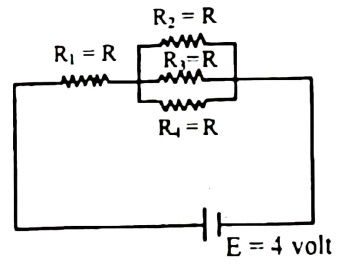 R₂ = R
R₁ = R
R₃=R
R₄ = R
E = 4 volt